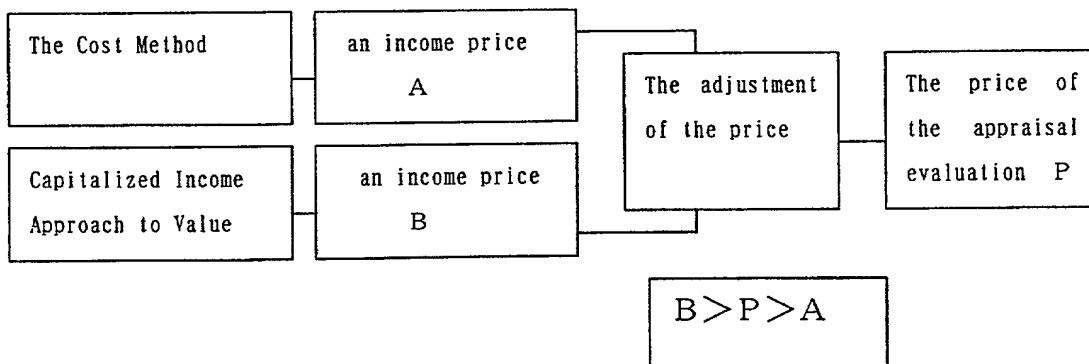 The Cost Method
an income price
A
Capitalized Income
Approach to Value
an income price
B
The adjustment
of the price
The price of
the appraisal
evaluation P
B>P>A